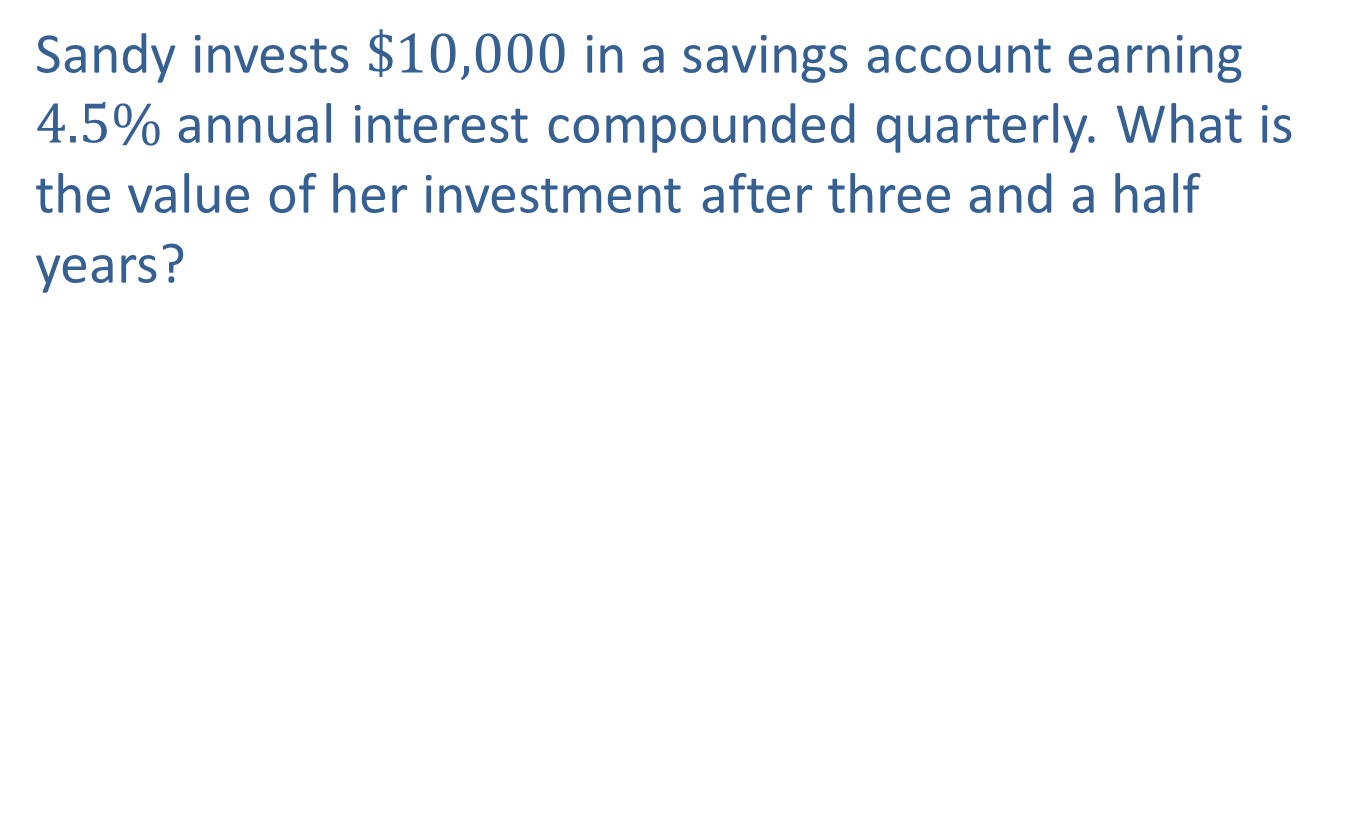 Sandy invests $10,000 in a savings account earning
4.5% annual interest compounded quarterly. What is
the value of her investment after three and a half
years?